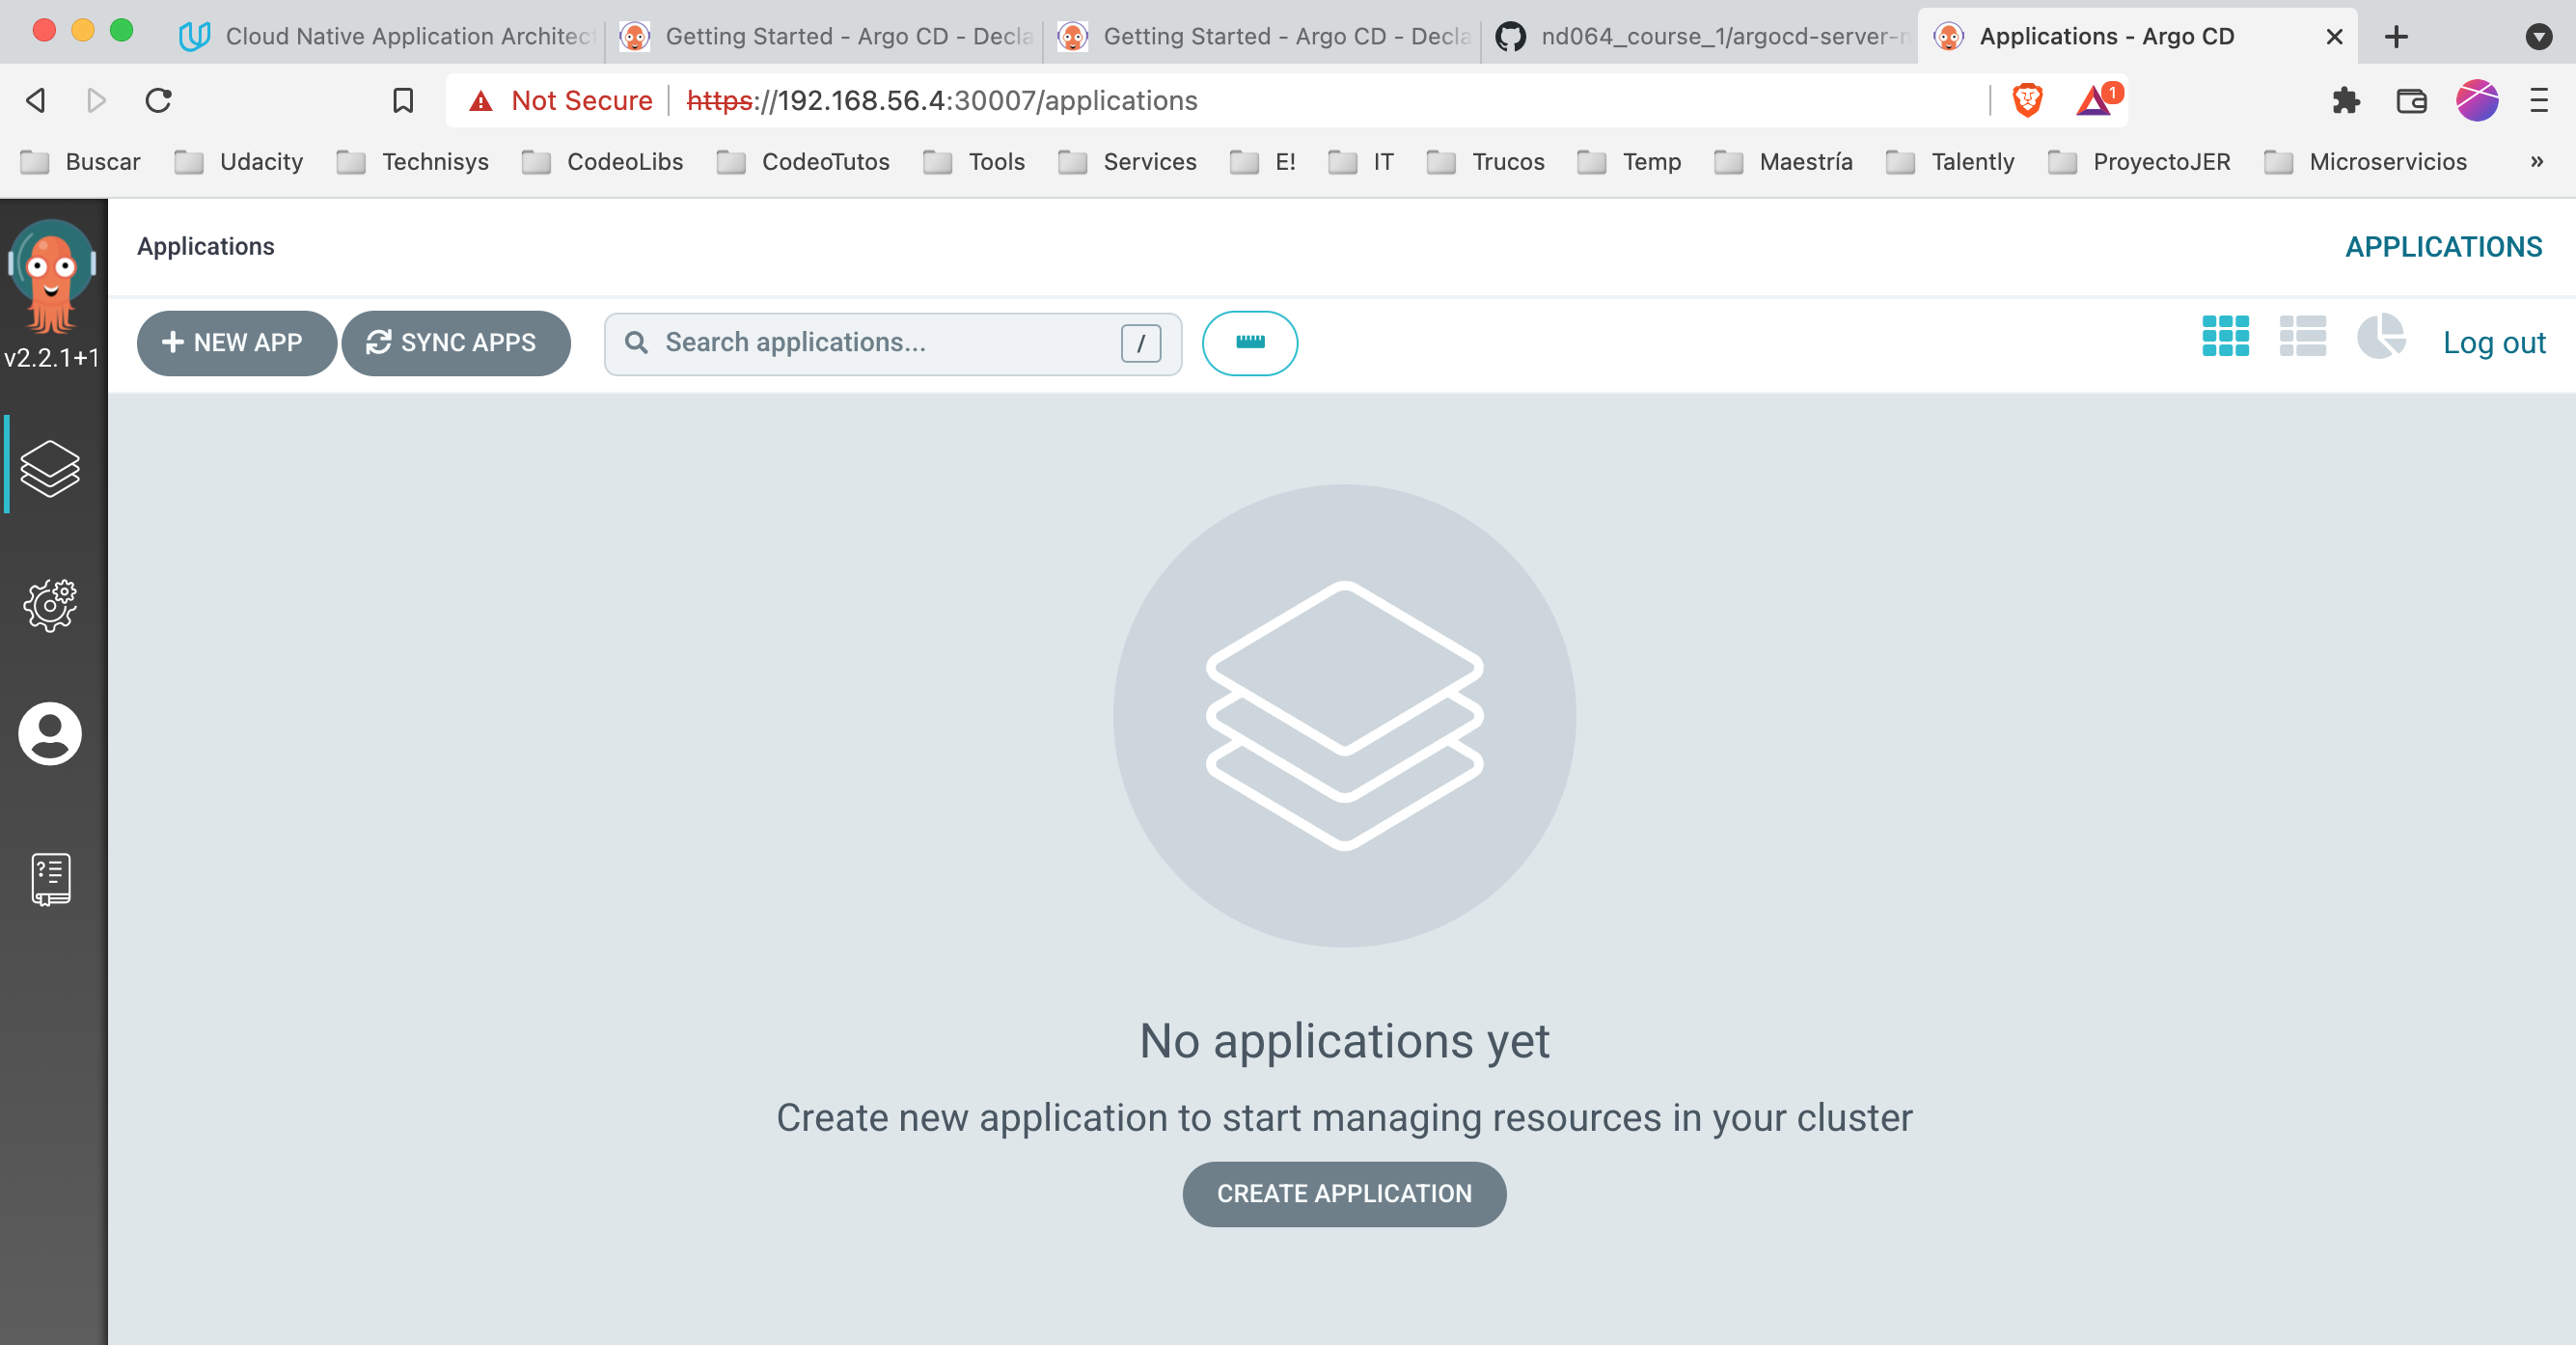 Cloud Native Application Architect
Getting Started - Argo CD - Decla
Getting Started - Argo CD - Decla
nd064_course_1/argocd-server-n
Applications - Argo CD
Not Secure
https://192.168.56.4:30007/applications
1
Buscar
Udacity
Technisys
CodeoLibs
CodeoTutos
Tools
Services
E!
IT
Trucos
Temp
Maestría
Talently
ProyectoJER
Microservicios
»
Applications
APPLICATIONS
v2.2.1+1
NEW APP
SYNC APPS
Search applications...
/
Log out
No applications yet
Create new application to start managing resources in your cluster
CREATE APPLICATION